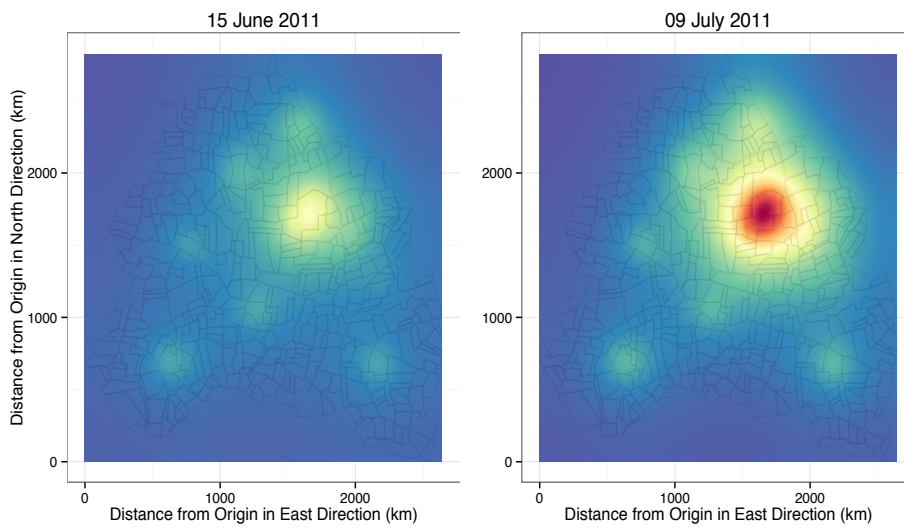 15 June 2011
09 July 2011
Distance from Origin in North Direction (km)
2000
1000
0
0
1000
2000
Distance from Origin in East Direction (km)
2000
1000
0
0
1000
2000
Distance from Origin in East Direction (km)